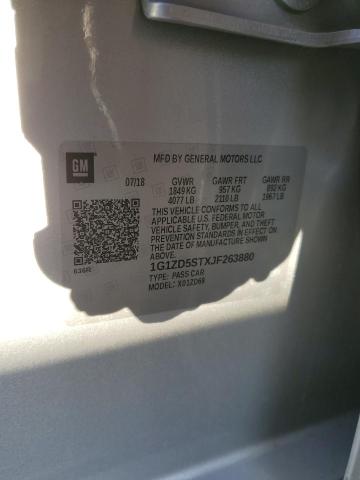 GM
MFD BY GENERAL MOTORS LLC
07/18 GVWR GAWR FRT GAWR RR
1849 KG 957 KG 892 KG
4077 LB 2110 LB 1967 LB
THIS VEHICLE CONFORMS TO ALL
APPLICABLE U.S. FEDERAL MOTOR
VEHICLE SAFETY, BUMPER, AND THEFT
PREVENTION STANDARDS IN EFFECT ON
THE DATE OF MANUFACTURE SHOWN
ABOVE.
1G1ZD5STXJF263880
TYPE: PASS CAR
MODEL: X01ZD69
636R